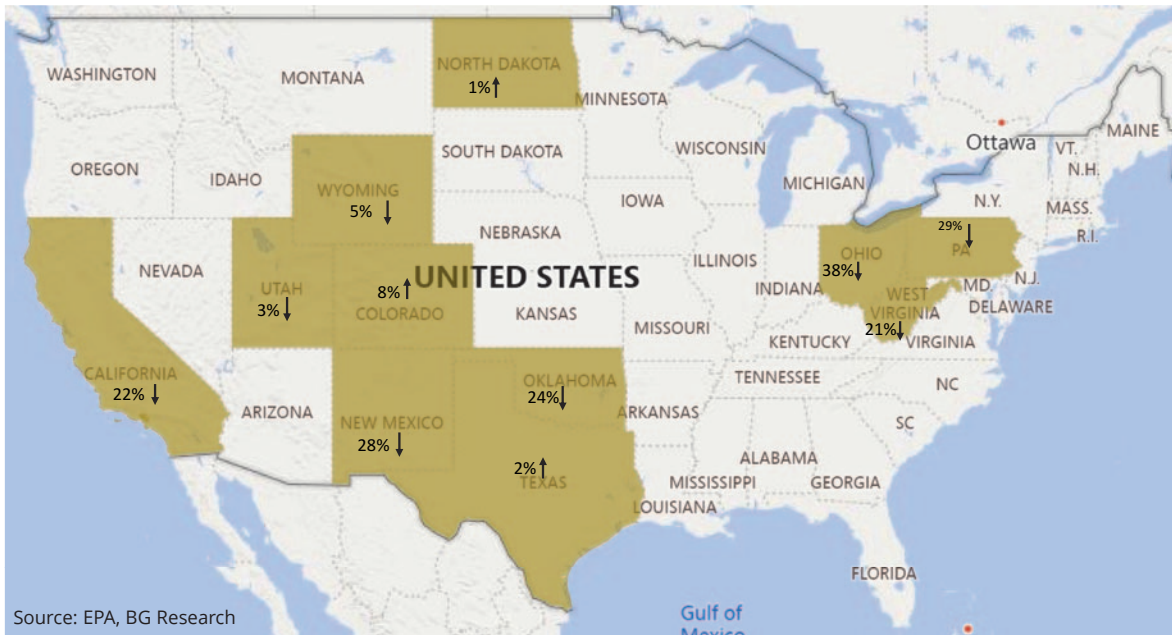 WASHINGTON
MONTANA
NORTH DAKOTA
1%
MINNESOTA
OREGON
IDAHO
WYOMING
5%
SOUTH DAKOTA
WISCONSIN
MICHIGAN
Ottawa
MAINE
VT.
N.H.
N.Y.
MASS.
R.I.
IOWA
NEBRASKA
NEVADA
UTAH
3%
8%
COLORADO
UNITED STATES
KANSAS
ILLINOIS
INDIANA
OHIO
38%
29%
PA
N.J.
MD
DELAWARE
WEST
VIRGINIA
21%
VIRGINIA
MISSOURI
KENTUCKY
CALIFORNIA
22%
ARIZONA
NEW MEXICO
28%
OKLAHOMA
24%
2%
TEXAS
ARKANSAS
TENNESSEE
NC
SC
ALABAMA
MISSISSIPPI
GEORGIA
LOUISIANA
FLORIDA
Gulf of
Mexico
Source: EPA, BG Research